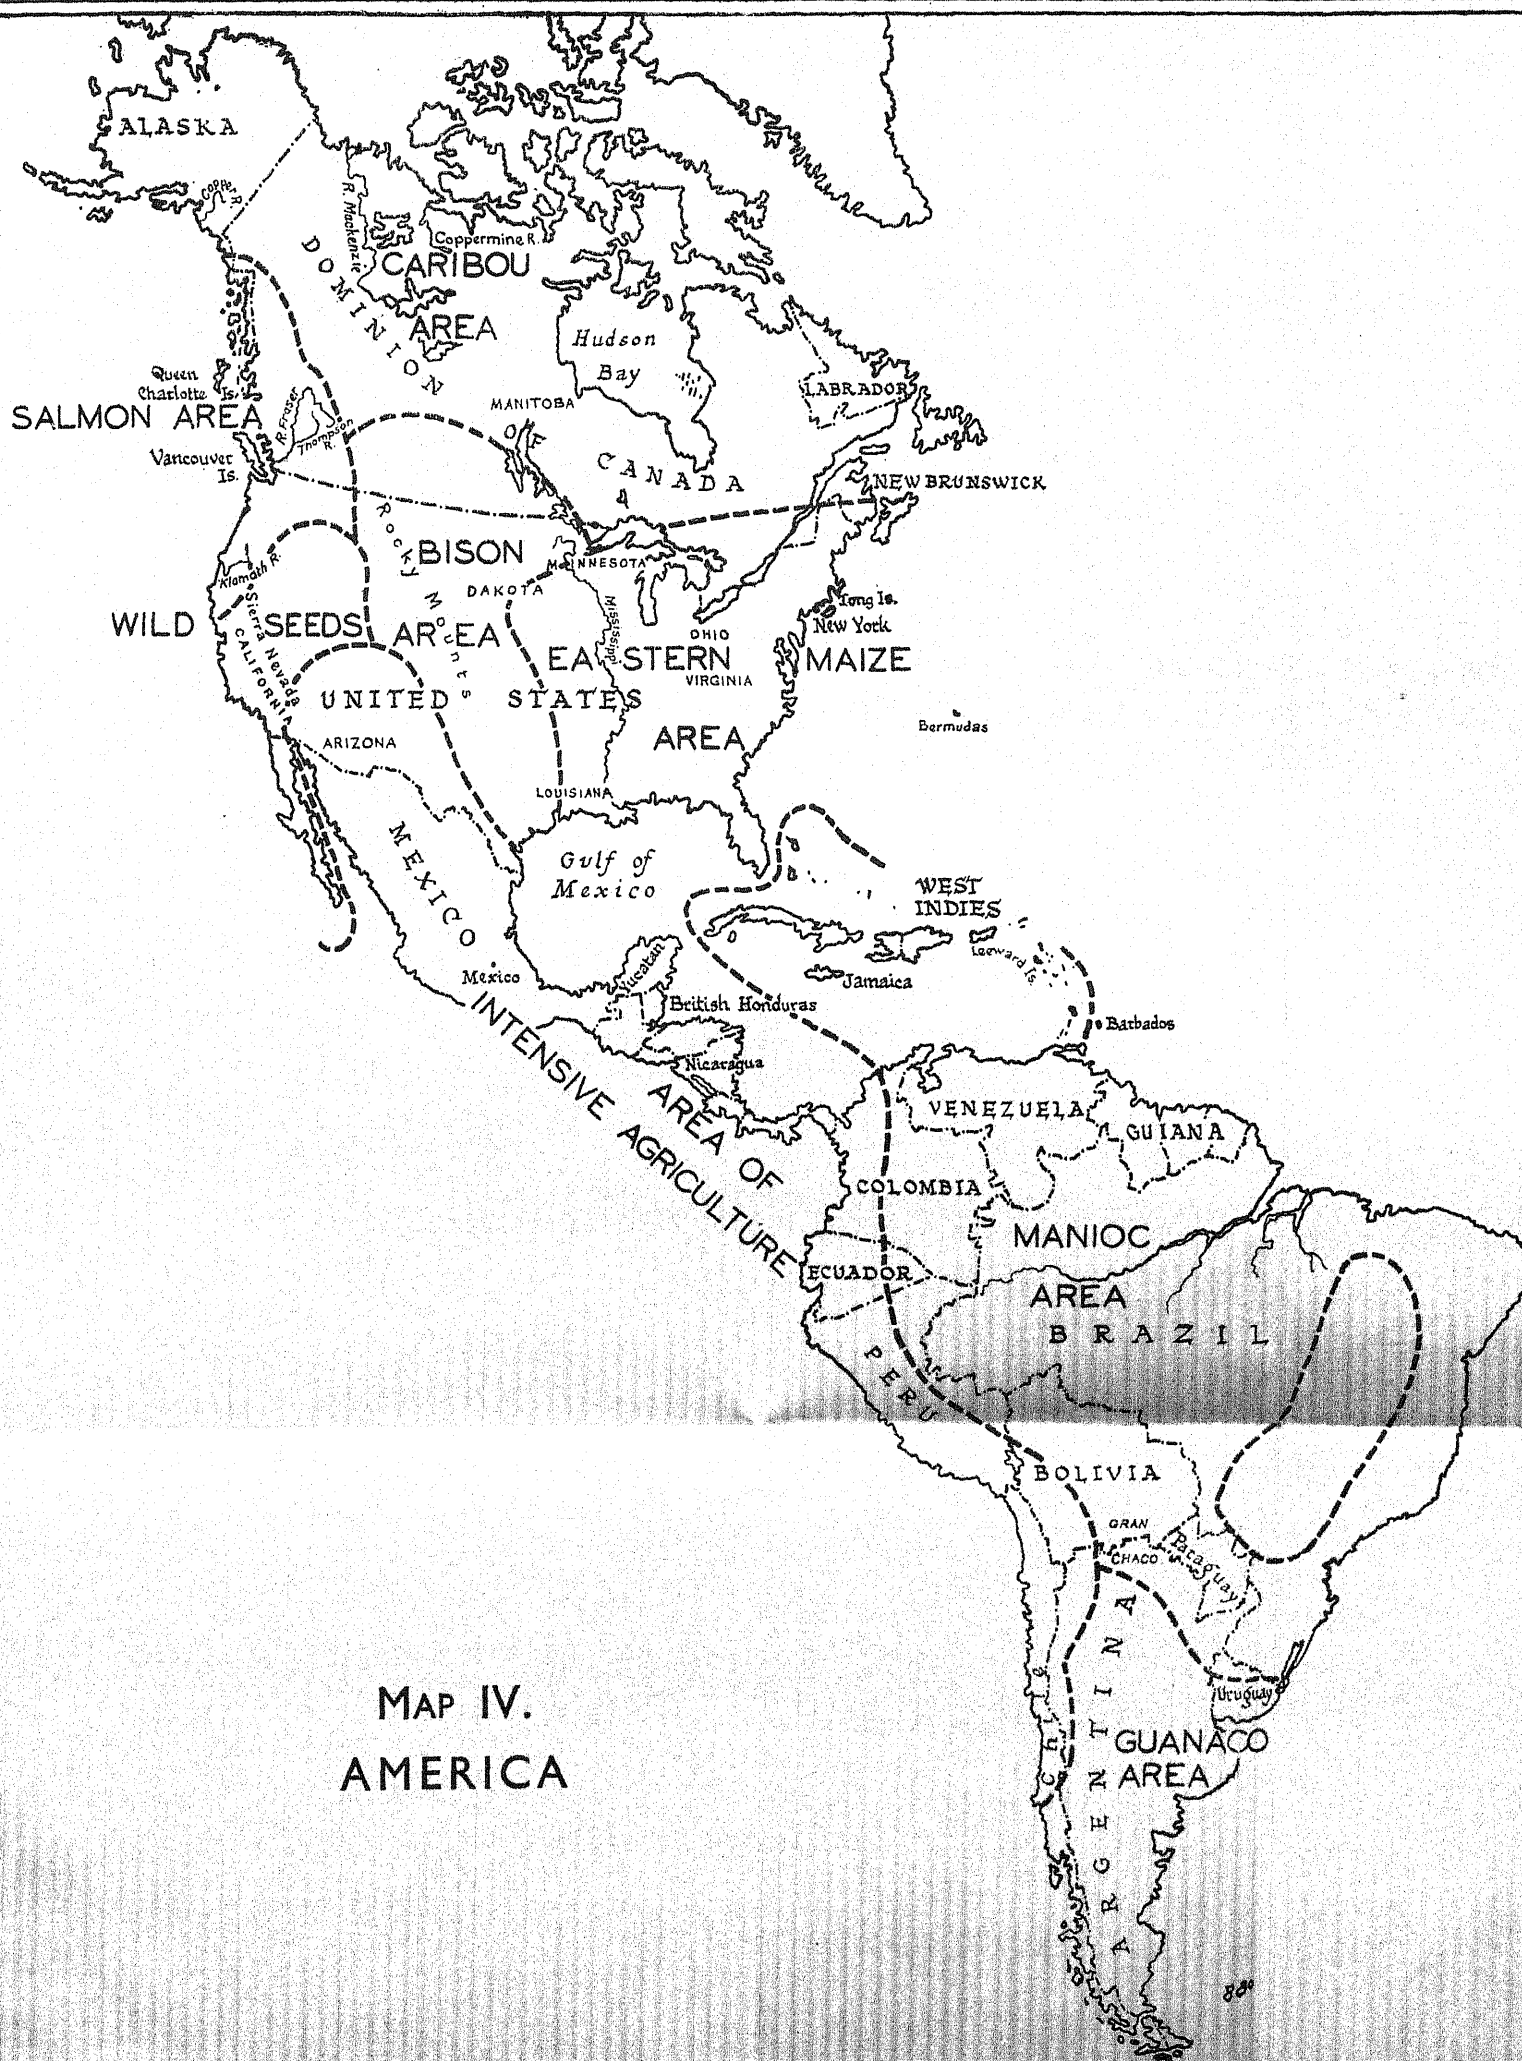 ALASKA
Copper R.
R. Mackenzie
Coppermine R.
CARIBOU
AREA
DOMINION
OF
CANADA
Hudson
Bay
LABRADOR
Queen
Charlotte Is.
SALMON AREA
R. Fraser
Thompson
R.
MANITOBA
Vancouver
Is.
NEW BRUNSWICK
Rocky Mounts
BISON
AREA
Klamath R.
MINNESOTA
DAKOTA
Mississippi
WILD SEEDS
Sierra Nevada
CALIFORNIA
Long Is.
New York
OHIO
EASTERN MAIZE
AREA
VIRGINIA
UNITED STATES
Bermudas
ARIZONA
LOUISIANA
MEXICO
Gulf of
Mexico
WEST
INDIES
Leeward Is.
Mexico
Yucatan
Jamaica
British Honduras
Barbados
Nicaragua
AREA OF
INTENSIVE AGRICULTURE
VENEZUELA
GUIANA
COLOMBIA
MANIOC
AREA
ECUADOR
BRAZIL
PERU
BOLIVIA
GRAN
CHACO
Paraguay
Chile
ARGENTINA
Uruguay
GUANACO
AREA
MAP IV.
AMERICA
880